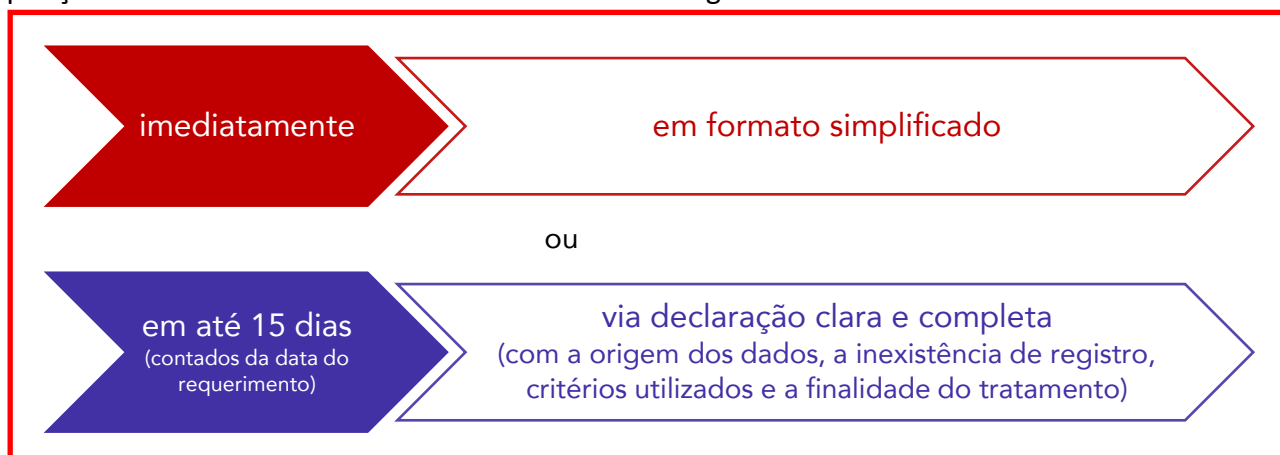 imediatamente
em formato simplificado
ou
em até 15 dias
(contados da data do
requerimento)
via declaração clara e completa
(com a origem dos dados, a inexistência de registro,
critérios utilizados e a finalidade do tratamento)